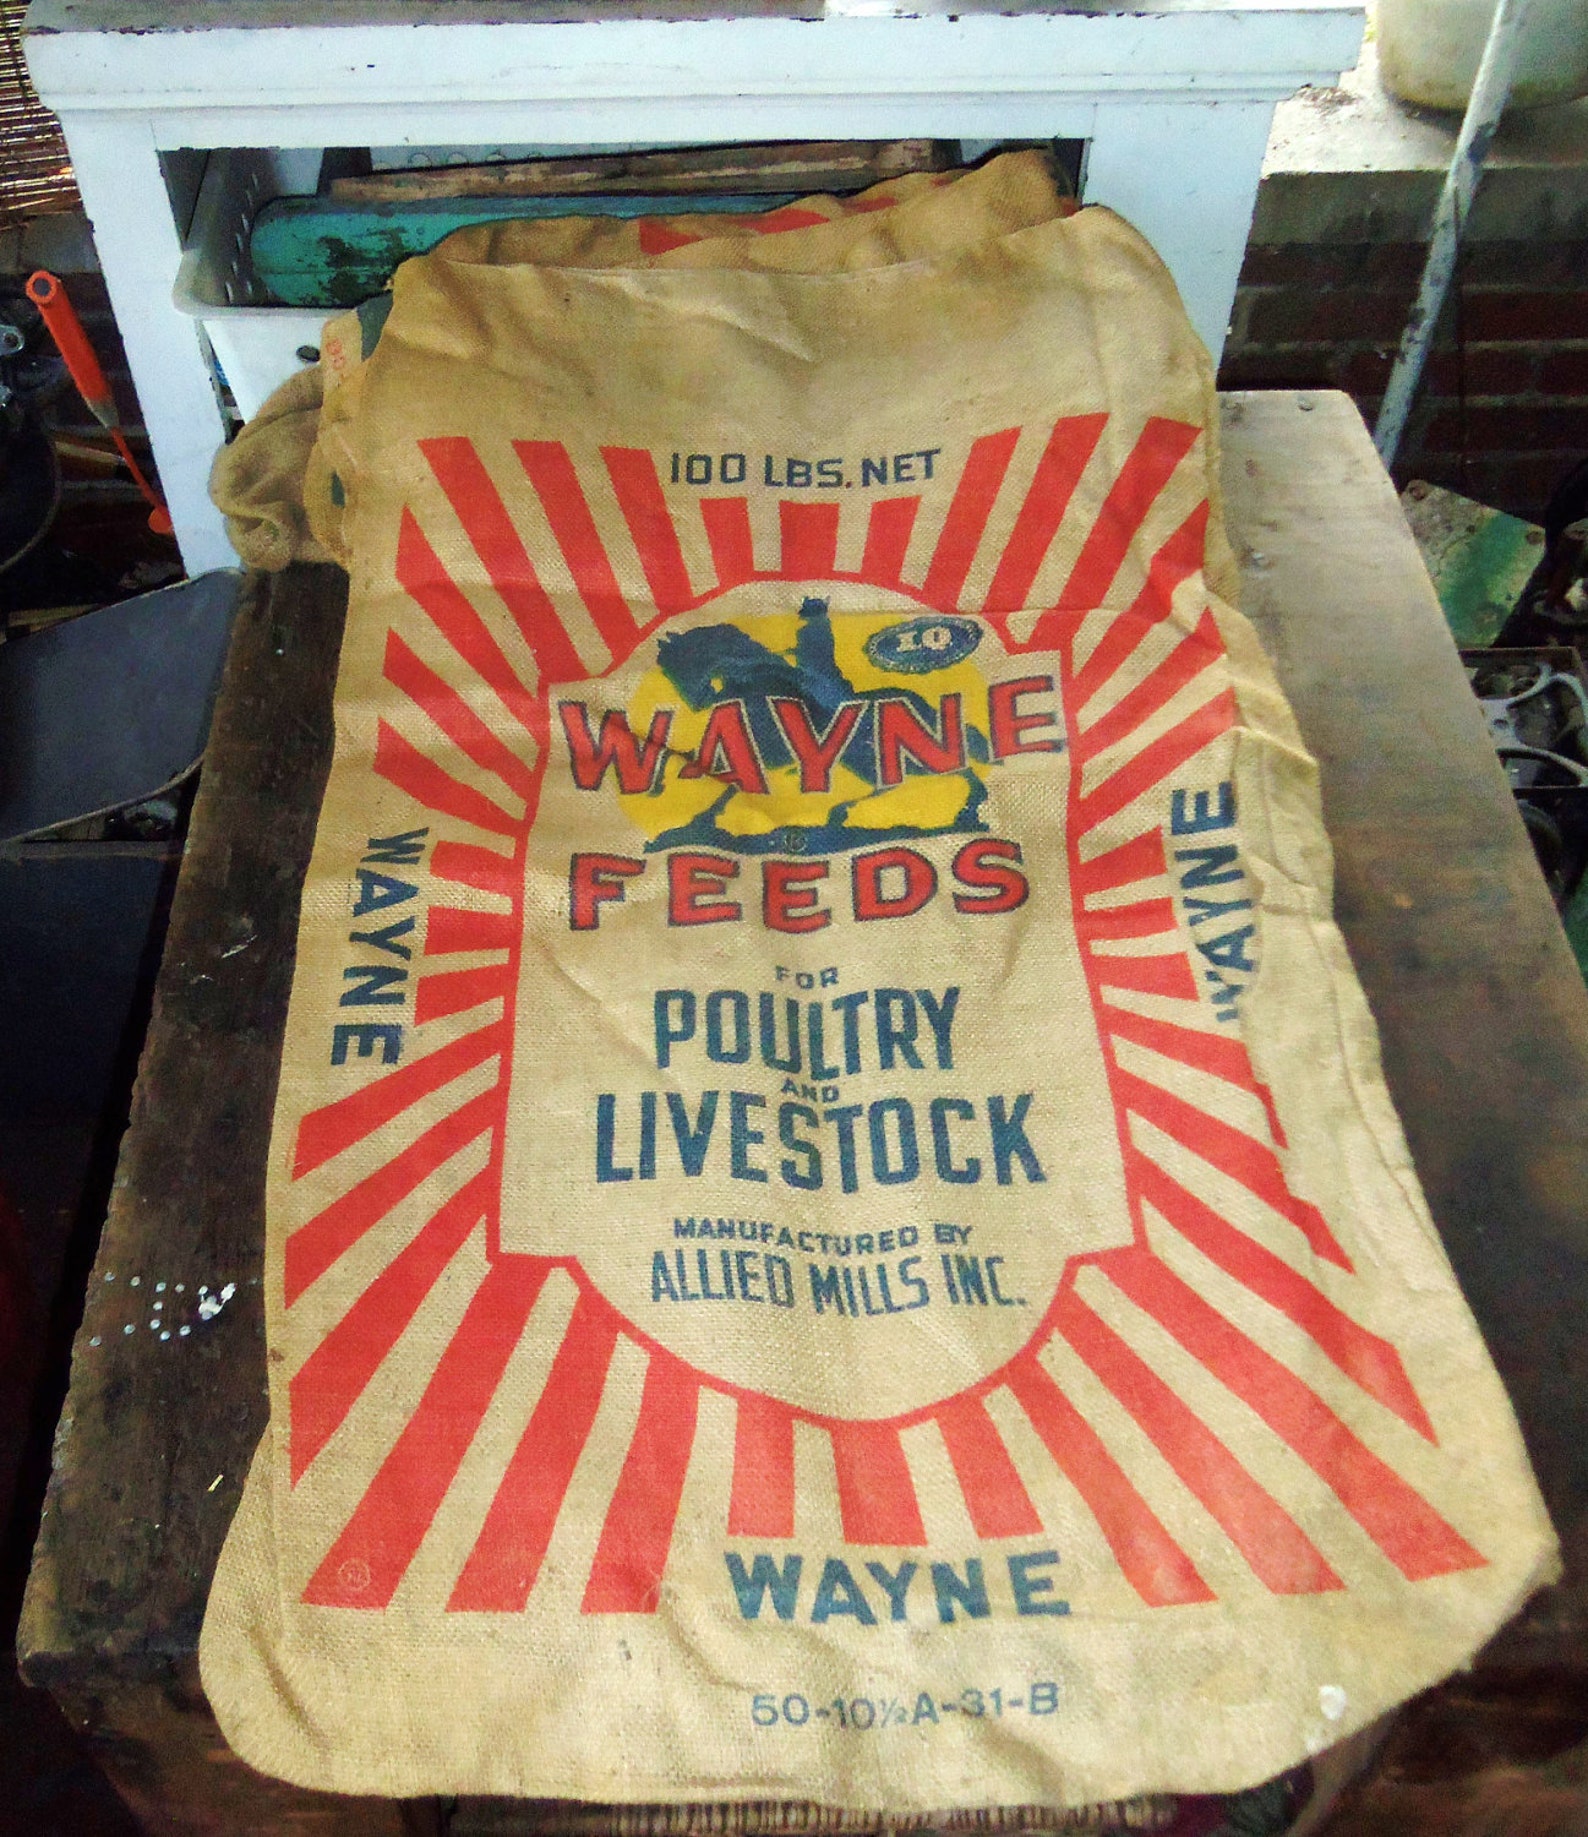 100 LBS. NET
I.Q
WAYNE
FEEDS
FOR
POULTRY
AND
LIVESTOCK
MANUFACTURED BY
ALLIED MILLS INC.
WAYNE
WAYNE
WAYNE
50-10½A-31-B